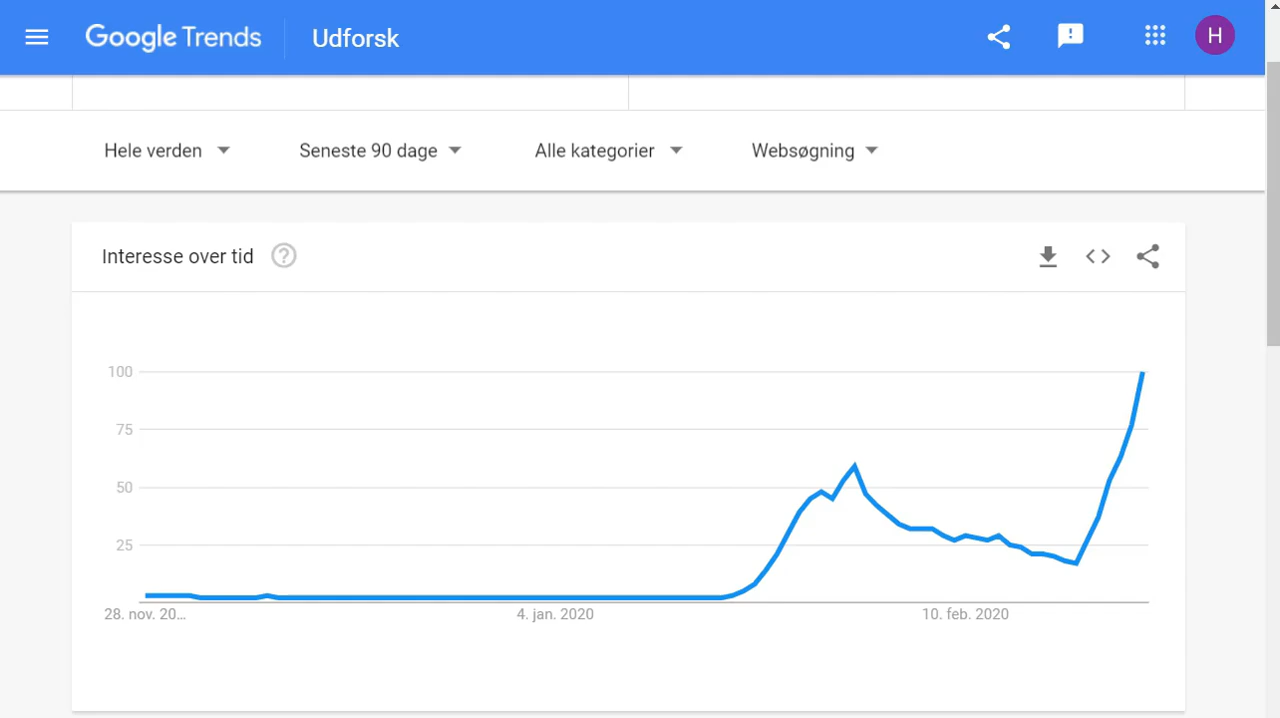 Google Trends Udforsk H
Hele verden Seneste 90 dage Alle kategorier Websøgning
Interesse over tid ?
100
75
50
25
28. nov. 20... 4. jan. 2020 10. feb. 2020